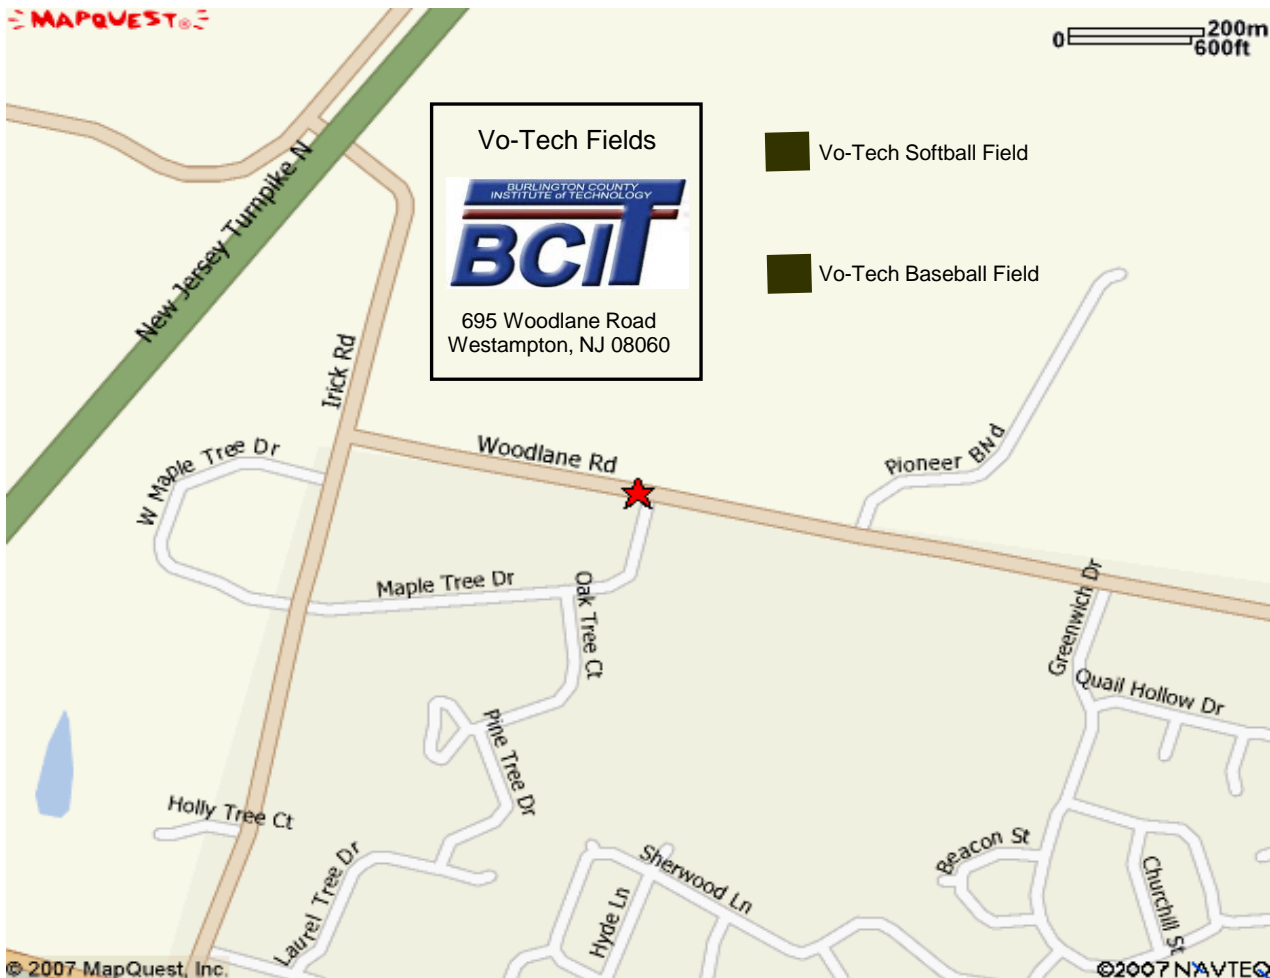 MAPQUEST®
0
200m
600ft
Vo-Tech Fields
BURLINGTON COUNTY
INSTITUTE of TECHNOLOGY
BCIT
695 Woodlane Road
Westampton, NJ 08060
Vo-Tech Softball Field
Vo-Tech Baseball Field
New Jersey Turnpike N
Irick Rd
Woodlane Rd
W Maple Tree Dr
Pioneer Blvd
Maple Tree Dr
Oak Tree Ct
Greenwich Dr
Quail Hollow Dr
Pine Tree Dr
Holly Tree Ct
Laurel Tree Dr
Sherwood Ln
Hyde Ln
Beacon St
Churchill St
© 2007 MapQuest, Inc.
©2007 NAVTEQ